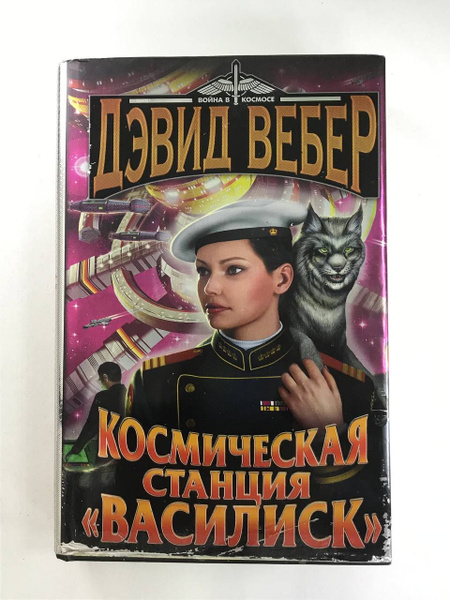 ВОЙНА В КОСМОСЕ
ДЭВИД ВЕБЕР
КОСМИЧЕСКАЯ
СТАНЦИЯ
«ВАСИЛИСК»